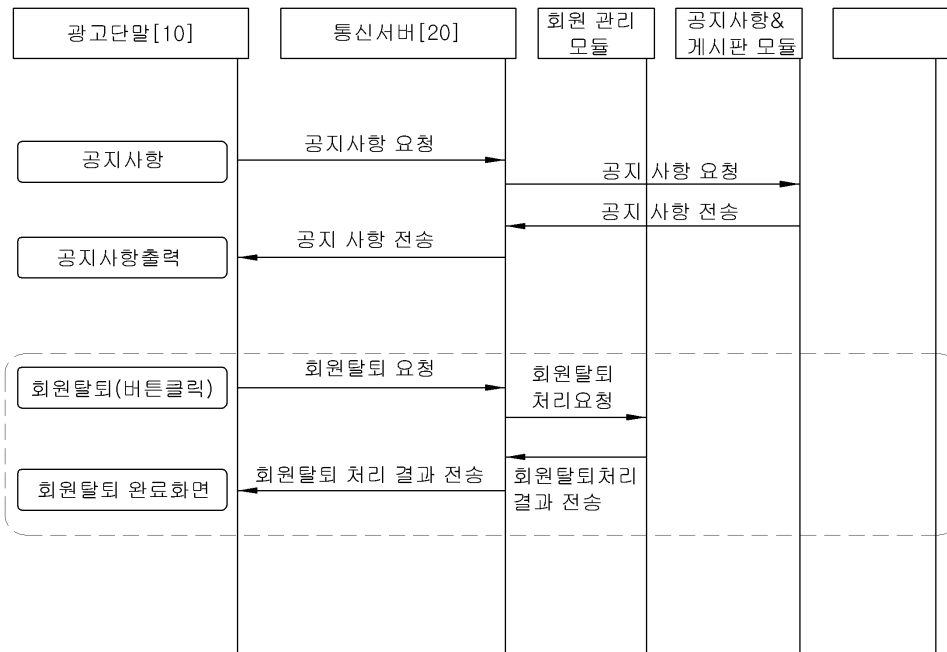 광고단말[10]
통신서버[20]
회원 관리
모듈
공지사항&
게시판 모듈
공지사항
공지사항 요청
공지 사항 요청
공지 사항 전송
공지 사항 전송
공지사항출력
회원탈퇴(버튼클릭)
회원탈퇴 요청
회원탈퇴
처리요청
회원탈퇴 처리 결과 전송
회원탈퇴처리
결과 전송
회원탈퇴 완료화면